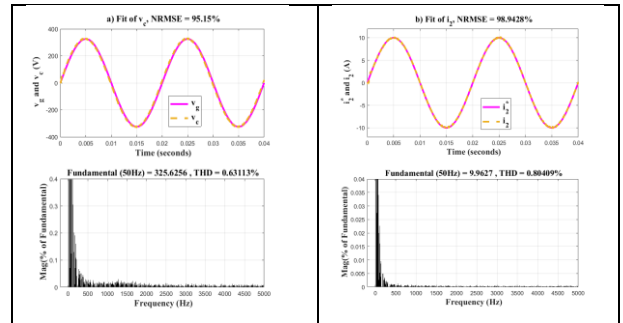 a) Fit of v_c, NRMSE = 95.15%
v_g and v_c (V)
400
200
0
-200
-400
0 0.005 0.01 0.015 0.02 0.025 0.03 0.035 0.04
v_g
v_c
Time (seconds)
Fundamental (50Hz) = 325.6256 , THD = 0.63113%
Mag(% of Fundamental)
0.4
0.3
0.2
0.1
0
0 500 1000 1500 2000 2500 3000 3500 4000 4500 5000
Frequency (Hz)
b) Fit of i_2, NRMSE = 98.9428%
i_2^* and i_2 (A)
10
5
0
-5
-10
0 0.005 0.01 0.015 0.02 0.025 0.03 0.035 0.04
i_2^*
i_2
Time (seconds)
Fundamental (50Hz) = 9.9627 , THD = 0.80409%
Mag(% of Fundamental)
0.04
0.035
0.03
0.025
0.02
0.015
0.01
0.005
0
0 500 1000 1500 2000 2500 3000 3500 4000 4500 5000
Frequency (Hz)